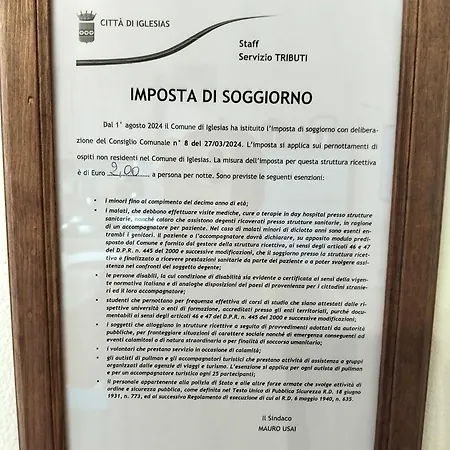 CITTÀ DI IGLESIAS
Staff
Servizio TRIBUTI
IMPOSTA DI SOGGIORNO
Dal 1° agosto 2024 il Comune di Iglesias ha istituito l'imposta di soggiorno con delibera-
zione del Consiglio Comunale n° 8 del 27/03/2024. L'imposta si applica sui pernottamenti di
ospiti non residenti nel Comune di Iglesias. La misura dell'imposta per questa struttura ricettiva
è di Euro 2,00 a persona per notte. Sono previste le seguenti esenzioni:
• i minori fino al compimento del decimo anno di età;
• i malati, che debbono effettuare visite mediche, cure o terapie in day hospital presso strutture
sanitarie, nonché coloro che assistono degenti ricoverati presso strutture sanitarie, in ragione
di un accompagnatore per paziente. Nel caso di malati minori di diciotto anni sono esenti en-
trambi i genitori. Il paziente o l'accompagnatore dovrà dichiarare, su apposito modulo predi-
sposto dal Comune e fornito dal gestore della struttura ricettiva, ai sensi degli articoli 46 e 47
del D.P.R. n. 445 del 2000 e successive modificazioni, che il soggiorno presso la struttura ricet-
tiva è finalizzato a ricevere prestazioni sanitarie da parte del paziente o a poter svolgere assi-
stenza nei confronti del soggetto degente;
• le persone disabili, la cui condizione di disabilità sia evidente o certificata ai sensi della vigen-
te normativa italiana e di analoghe disposizioni dei paesi di provenienza per i cittadini stranie-
ri ed il loro accompagnatore;
• studenti che pernottano per frequenza effettiva di corsi di studio che siano attestati dalle ri-
spettive università o enti di formazione, accreditati presso gli enti territoriali, purché docu-
mentabili ai sensi degli articoli 46 e 47 del D.P.R. n. 445 del 2000 e successive modificazioni;
• i soggetti che alloggiano in strutture ricettive a seguito di provvedimenti adottati da autorità
pubbliche, per fronteggiare situazioni di carattere sociale nonché di emergenza conseguenti ad
eventi calamitosi o di natura straordinaria o per finalità di soccorso umanitario;
• i volontari che prestano servizio in occasione di calamità;
• gli autisti di pullman e gli accompagnatori turistici che prestano attività di assistenza a gruppi
organizzati dalle agenzie di viaggi e turismo. L'esenzione si applica per ogni autista di pullman
e per un accompagnatore turistico ogni 25 partecipanti;
• il personale appartenente alla polizia di Stato e alle altre forze armate che svolge attività di
ordine e sicurezza pubblica, come definita nel Testo Unico di Pubblica Sicurezza R.D. 18 giugno
1931, n. 773, ed al successivo Regolamento di esecuzione di cui al R.D. 6 maggio 1940, n. 635.
Il Sindaco
MAURO USAI